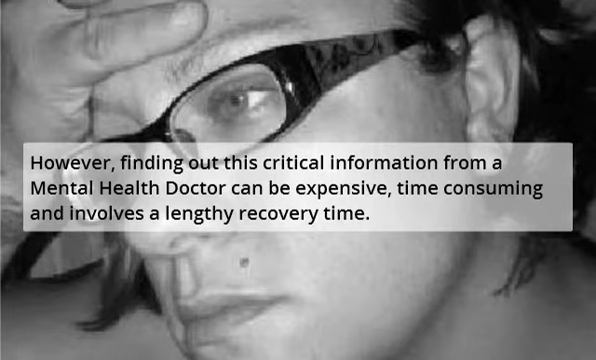 However, finding out this critical information from a
Mental Health Doctor can be expensive, time consuming
and involves a lengthy recovery time.